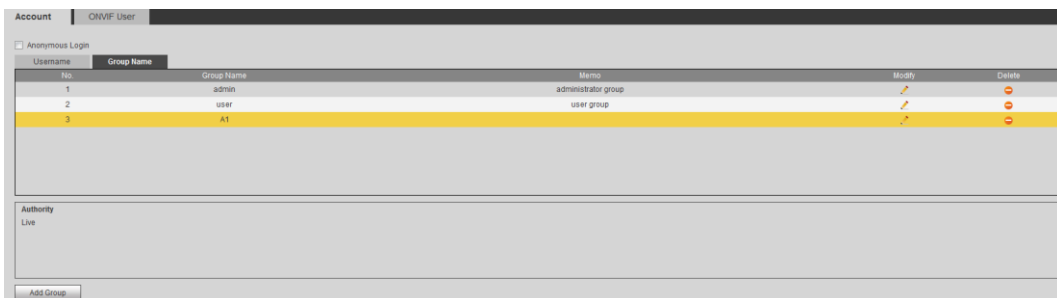 Account ONVIF User
Anonymous Login
Username Group Name
No. Group Name Memo Modify Delete
1 admin administrator group
2 user user group
3 A1
Authority
Live
Add Group